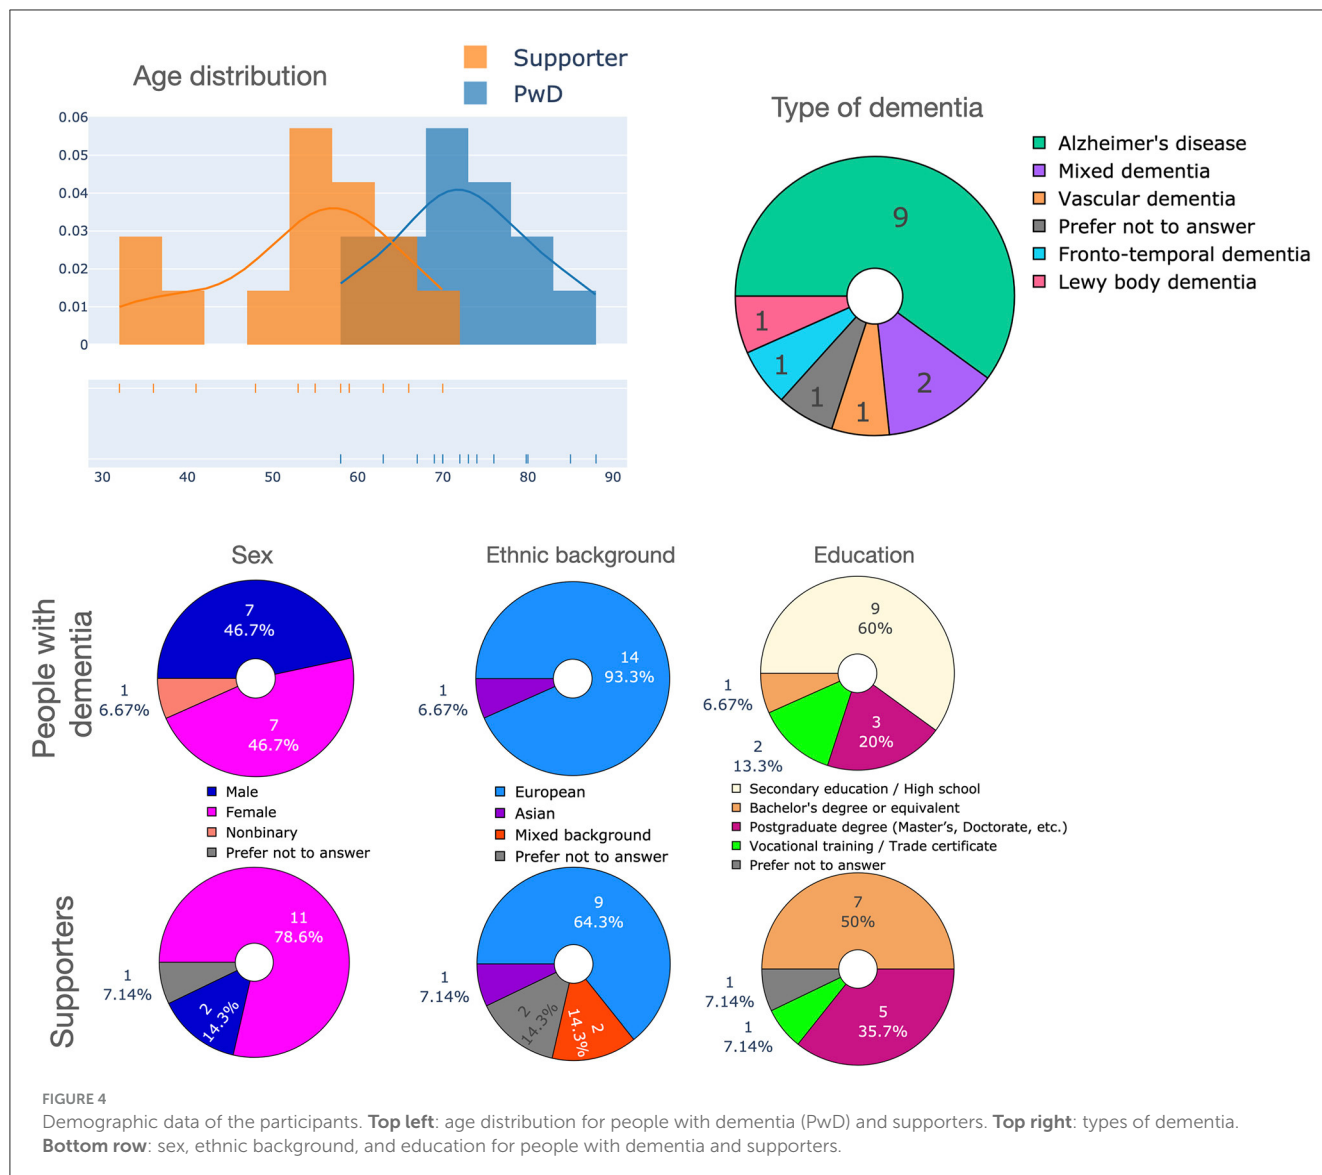 Age distribution
Supporter
PwD
0.06
0.05
0.04
0.03
0.02
0.01
0
30 40 50 60 70 80 90
Type of dementia
9
2
1
1
1
1
Alzheimer's disease
Mixed dementia
Vascular dementia
Prefer not to answer
Fronto-temporal dementia
Lewy body dementia
Sex
Ethnic background
Education
People with
dementia
7
46.7%
1
6.67%
7
46.7%
14
93.3%
1
6.67%
9
60%
1
6.67%
3
20%
2
13.3%
Male
Female
Nonbinary
Prefer not to answer
European
Asian
Mixed background
Prefer not to answer
Secondary education / High school
Bachelor's degree or equivalent
Postgraduate degree (Master's, Doctorate, etc.)
Vocational training / Trade certificate
Prefer not to answer
Supporters
11
78.6%
1
7.14%
2
14.3%
9
64.3%
1
7.14%
2
14.3%
2
14.3%
7
50%
1
7.14%
1
7.14%
5
35.7%
FIGURE 4
Demographic data of the participants. Top left: age distribution for people with dementia (PwD) and supporters. Top right: types of dementia.
Bottom row: sex, ethnic background, and education for people with dementia and supporters.